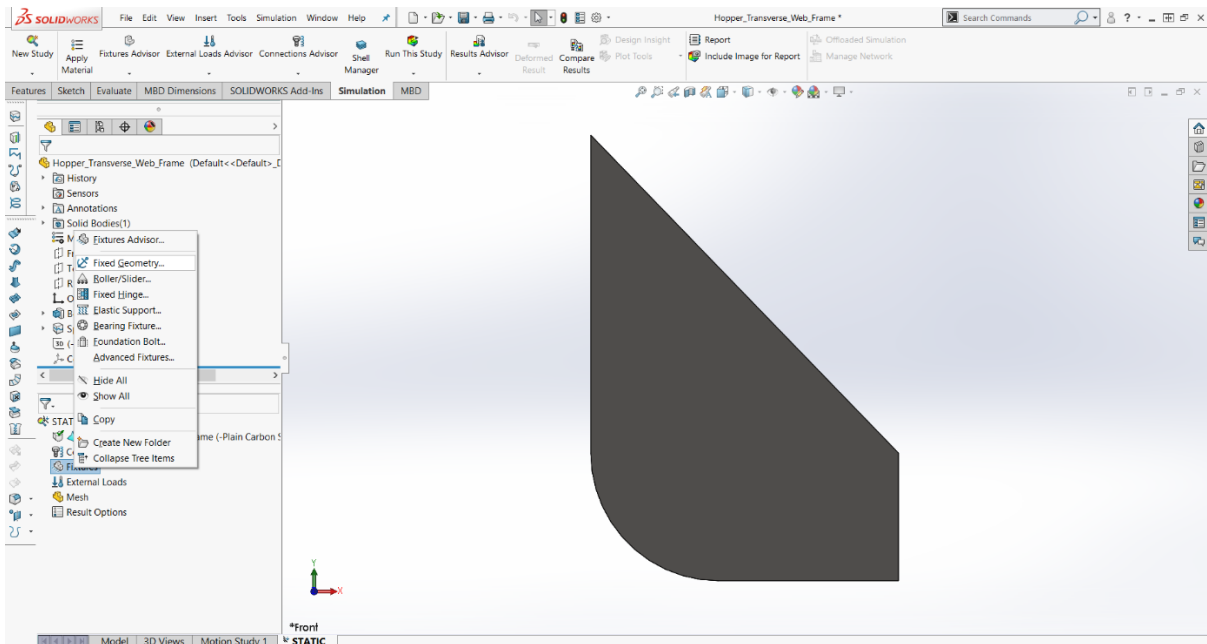 SOLIDWORKS File Edit View Insert Tools Simulation Window Help Hopper_Transverse_Web_Frame * Search Commands ?
New Study Apply Material Fixtures Advisor External Loads Advisor Connections Advisor Shell Manager Run This Study Results Advisor Deformed Result Compare Results Design Insight Plot Tools Report Include Image for Report Offloaded Simulation Manage Network
Features Sketch Evaluate MBD Dimensions SOLIDWORKS Add-Ins Simulation MBD
Hopper_Transverse_Web_Frame (Default<<Default>_D
History
Sensors
Annotations
Solid Bodies(1)
Fixtures Advisor...
Fixed Geometry...
Roller/Slider...
Fixed Hinge...
Elastic Support...
Bearing Fixture...
Foundation Bolt...
Advanced Fixtures...
Hide All
Show All
Copy
Create New Folder
Collapse Tree Items
STAT
ame (-Plain Carbon S
Fixtures
External Loads
Mesh
Result Options
Y
X
*Front
Model 3D Views Motion Study 1 STATIC